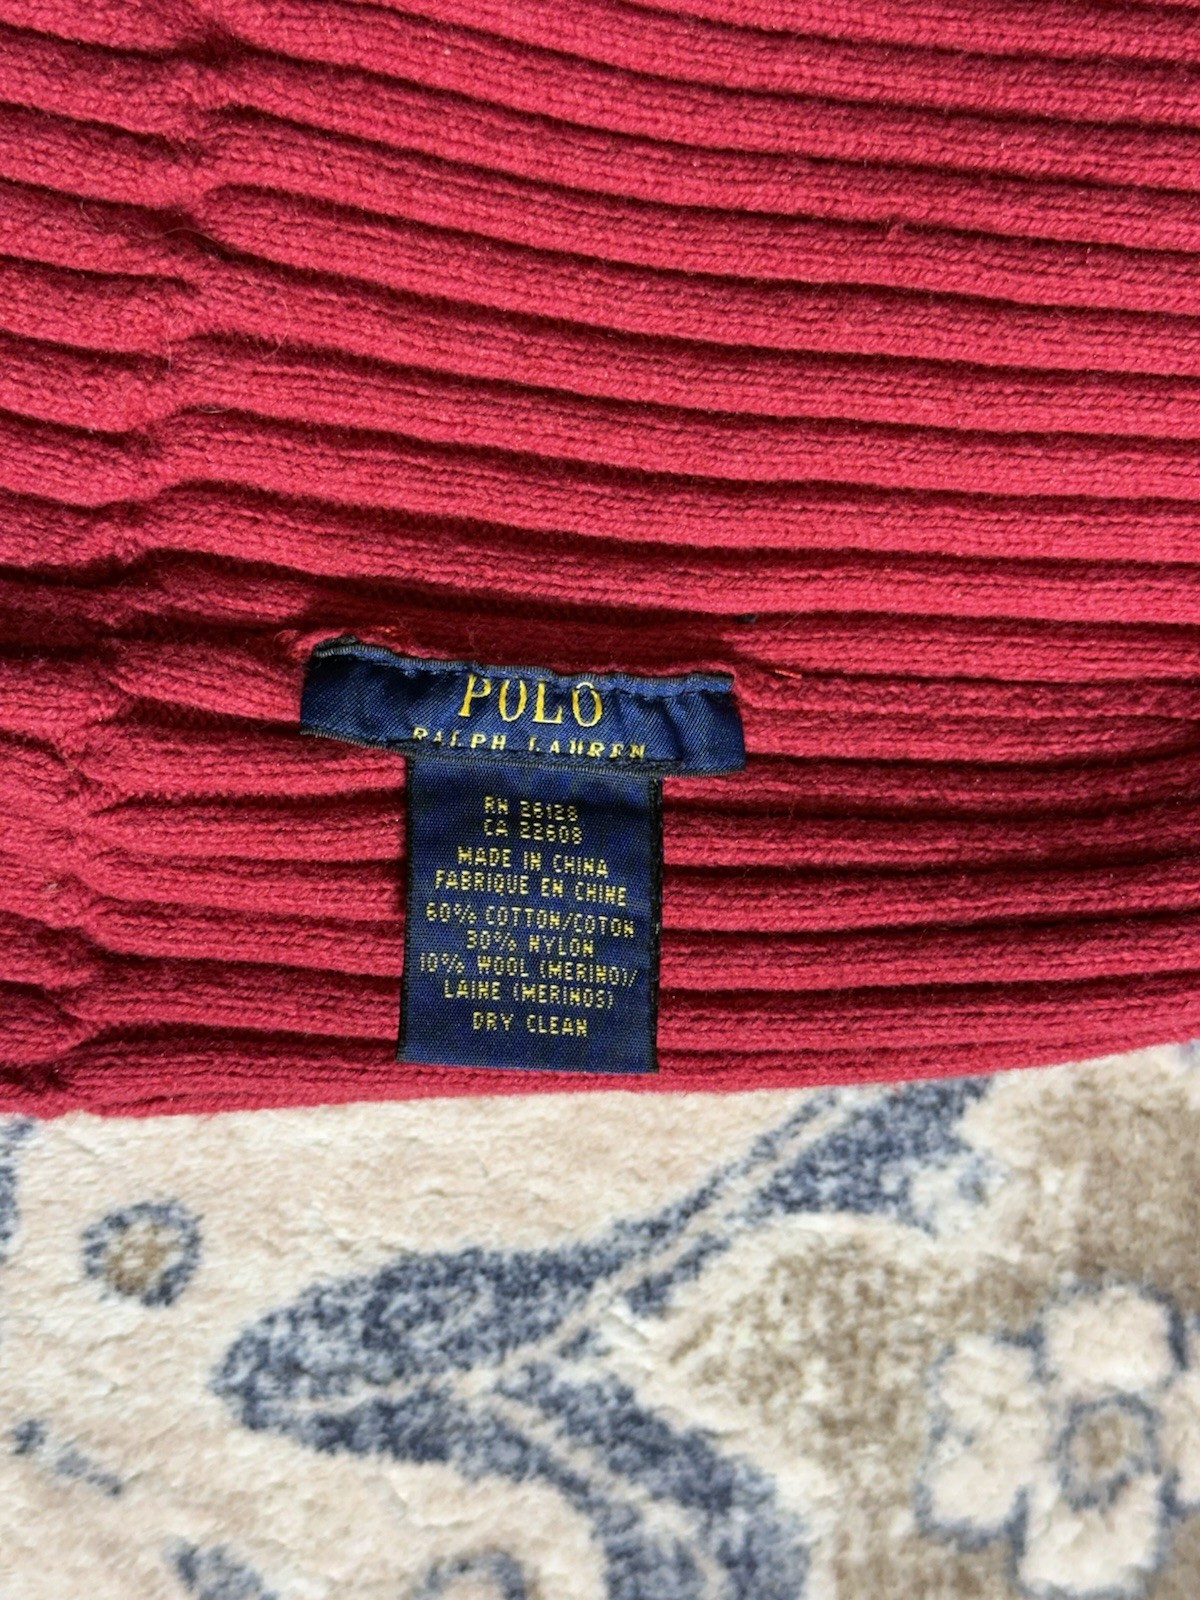 POLO
RALPH LAUREN
RN 26128
CA 22608
MADE IN CHINA
FABRIQUE EN CHINE
60% COTTON/COTON
30% NYLON
10% WOOL (MERINO)/
LAINE (MERINOS)
DRY CLEAN